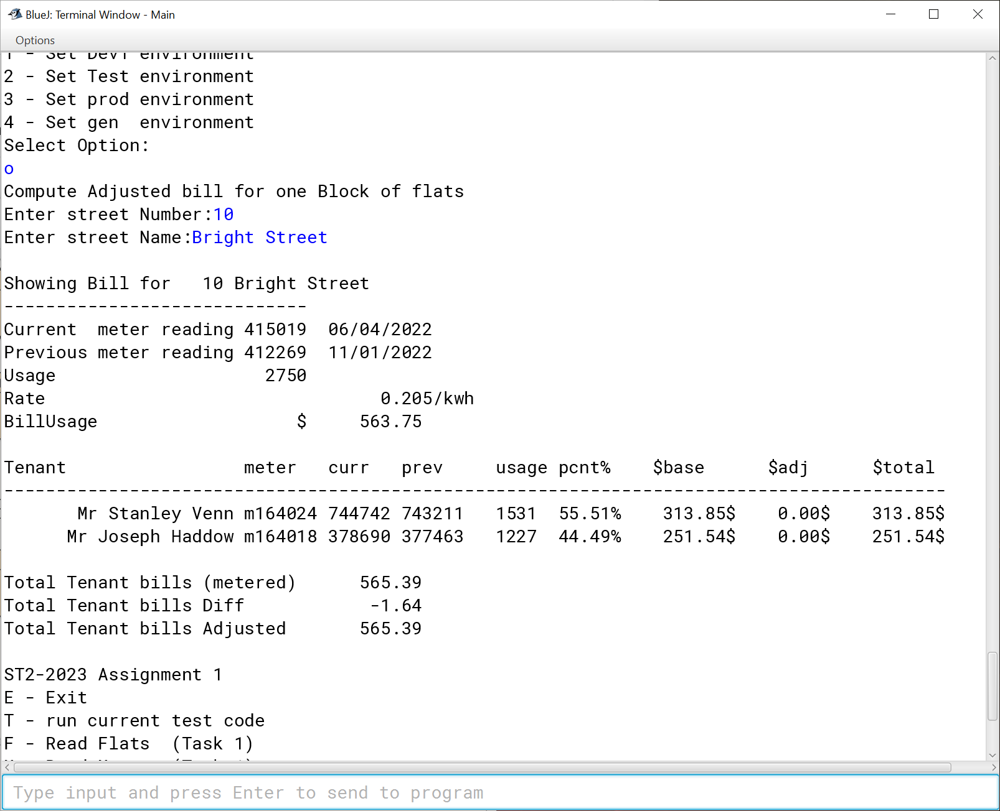 BlueJ: Terminal Window - Main
Options
1 - Set Dev1 environment
2 - Set Test environment
3 - Set prod environment
4 - Set gen  environment
Select Option:
o
Compute Adjusted bill for one Block of flats
Enter street Number:10
Enter street Name:Bright Street
Showing Bill for   10 Bright Street
-----------------------------
Current  meter reading 415019  06/04/2022
Previous meter reading 412269  11/01/2022
Usage                    2750
Rate                                0.205/kwh
BillUsage                   $     563.75
Tenant                 meter   curr   prev     usage pcnt%    $base      $adj      $total
------------------------------------------------------------------------------------------
       Mr Stanley Venn m164024 744742 743211   1531  55.51%    313.85$    0.00$    313.85$
      Mr Joseph Haddow m164018 378690 377463   1227  44.49%    251.54$    0.00$    251.54$
Total Tenant bills (metered)      565.39
Total Tenant bills Diff            -1.64
Total Tenant bills Adjusted       565.39
ST2-2023 Assignment 1
E - Exit
T - run current test code
F - Read Flats  (Task 1)
Type input and press Enter to send to program